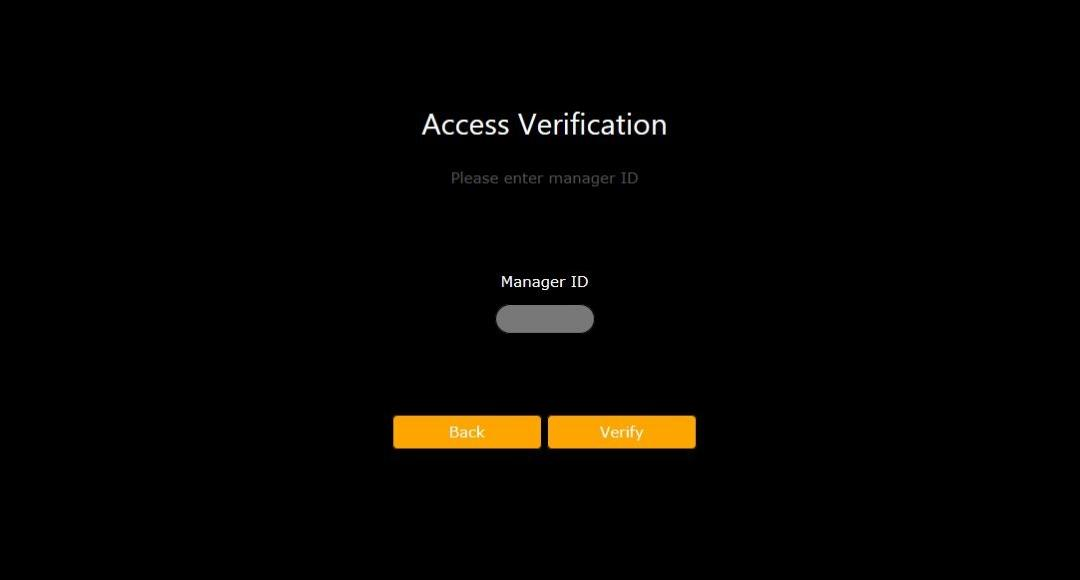 Access Verification
Please enter manager ID
Manager ID
Back Verify